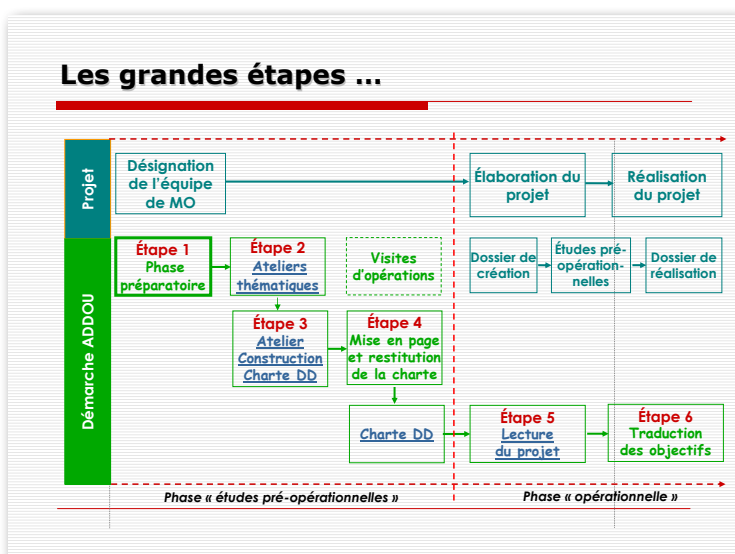 Les grandes étapes ...
Projet
Désignation
de l'équipe
de MO
Élaboration du
projet
Réalisation
du projet
Démarche ADDOU
Étape 1
Phase
préparatoire
Étape 2
Ateliers
thématiques
Visites
d'opérations
Dossier de
création
Études pré-
opération-
nelles
Dossier de
réalisation
Étape 3
Atelier
Construction
Charte DD
Étape 4
Mise en page
et restitution
de la charte
Charte DD
Étape 5
Lecture
du projet
Étape 6
Traduction
des objectifs
Phase « études pré-opérationnelles »
Phase « opérationnelle »